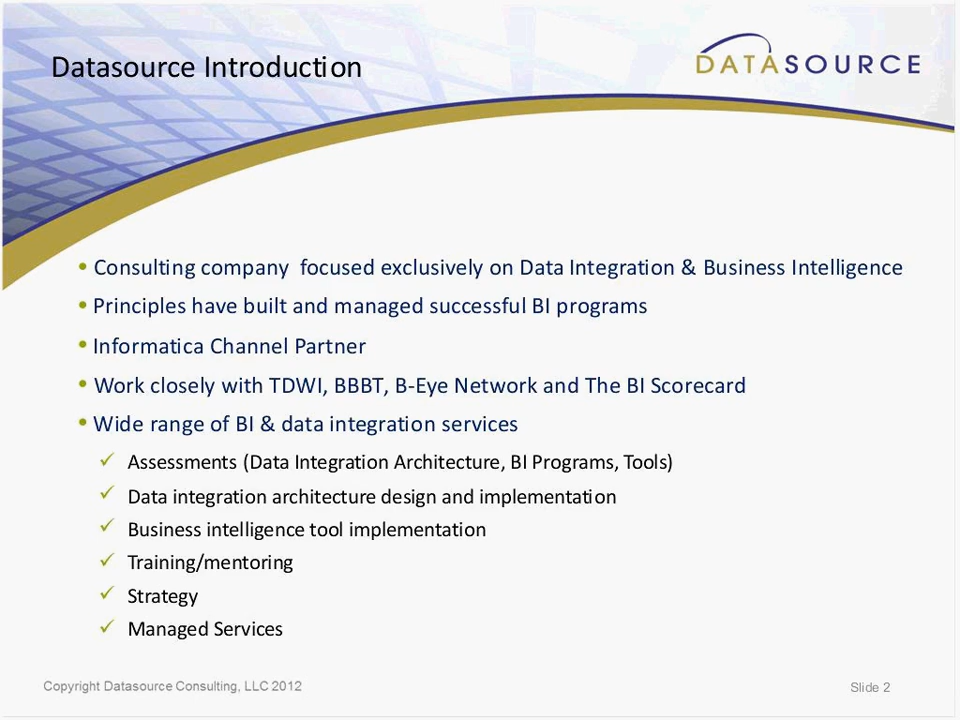 Datasource Introduction
DATASOURCE
• Consulting company focused exclusively on Data Integration & Business Intelligence
• Principles have built and managed successful BI programs
• Informatica Channel Partner
• Work closely with TDWI, BBBT, B-Eye Network and The BI Scorecard
• Wide range of BI & data integration services
✓ Assessments (Data Integration Architecture, BI Programs, Tools)
✓ Data integration architecture design and implementation
✓ Business intelligence tool implementation
✓ Training/mentoring
✓ Strategy
✓ Managed Services
Copyright Datasource Consulting, LLC 2012
Slide 2